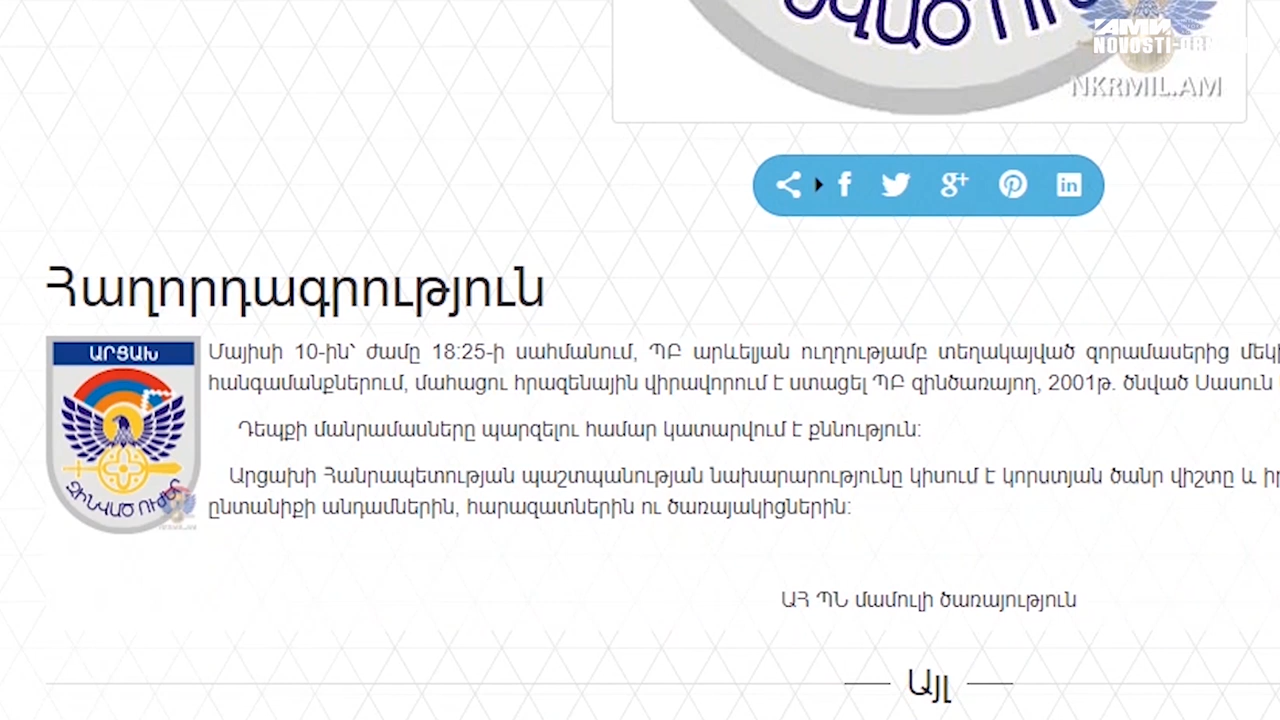 ԱՄԻ
NOVOSTI-
NKRMIL.AM
Հաղորդագրություն
ԱՐՑԱԽ
ԶԻՆՎԱԾ ՈՒԺԵՐ
Մայիսի 10-ին՝ ժամը 18:25-ի սահմանում, ՊԲ արևելյան ուղղությամբ տեղակայված զորամասերից
հանգամանքներում, մահացու հրազենային վիրավորում է ստացել ՊԲ զինծառայող, 2001թ. ծնված Սասուն
Դեպքի մանրամասները պարզելու համար կատարվում է քննություն:
Արցախի Հանրապետության պաշտպանության նախարարությունը կիսում է կորստյան ծանր վիշտը և
ընտանիքի անդամներին, հարազատներին ու ծառայակիցներին:
ԱՀ ՊՆ մամուլի ծառայություն
Այլ